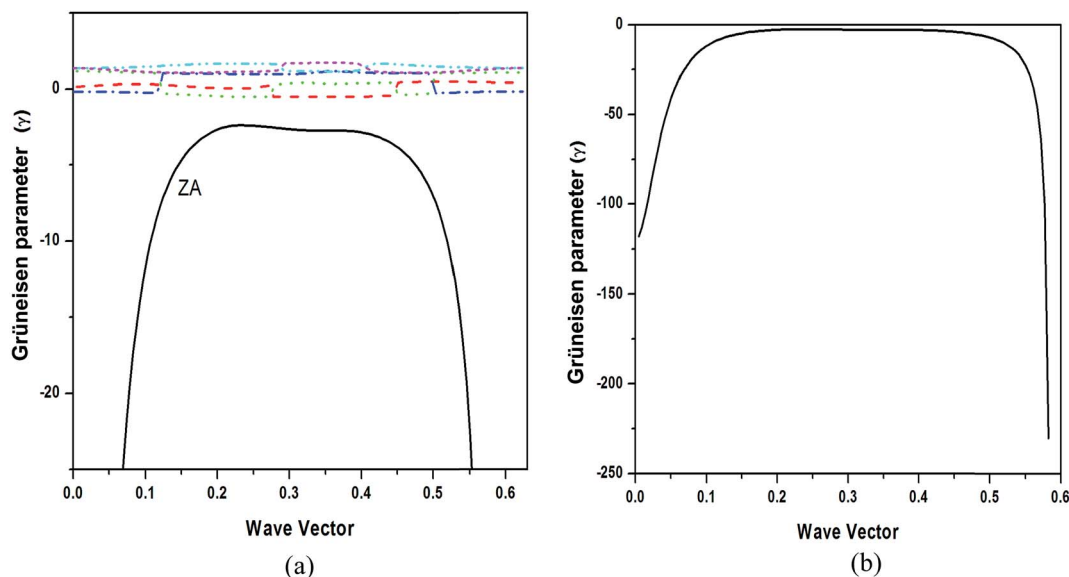 0
-10
-20
Grüneisen parameter (γ)
ZA
0.0 0.1 0.2 0.3 0.4 0.5 0.6
Wave Vector
(a)
0
-50
-100
-150
-200
-250
Grüneisen parameter (γ)
0.0 0.1 0.2 0.3 0.4 0.5 0.6
Wave Vector
(b)